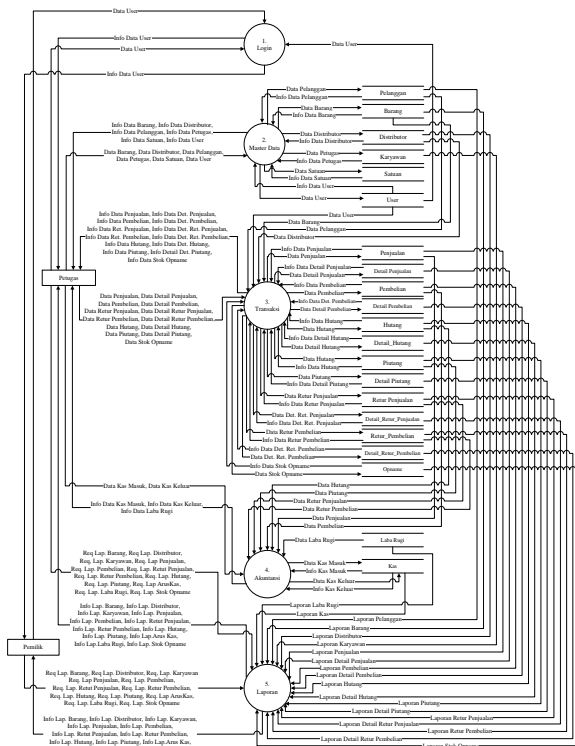 Data User
Info Data User
Data User
1.
Login
Data User
Info Data User
Data Pelanggan
Info Data Pelanggan
Pelanggan
Data Barang
Info Data Barang
Barang
Info Data Barang, Info Data Distributor,
Info Data Pelanggan, Info Data Petugas,
Info Data Satuan, Info Data User
2.
Master Data
Data Distributor
Info Data Distributor
Distributor
Data Barang, Data Distributor, Data Pelanggan,
Data Petugas, Data Satuan, Data User
Data Petugas
Info Data Petugas
Karyawan
Data Satuan
Info Data Satuan
Satuan
Info Data User
Data User
User
Data User
Data Barang
Data Pelanggan
Data Distributor
Info Data Penjualan, Info Data Det. Penjualan,
Info Data Pembelian, Info Data Det. Pembelian,
Info Data Ret. Penjualan, Info Data Det. Ret. Penjualan,
Info Data Ret. Pembelian, Info Data Det. Ret. Pembelian,
Info Data Hutang, Info Data Det. Hutang,
Info Data Piutang, Info Detail Data Piutang,
Info Data Stok Opname
Petugas
Data Penjualan, Data Detail Penjualan,
Data Pembelian, Data Detail Pembelian,
Data Retur Penjualan, Data Detail Retur Penjualan,
Data Retur Pembelian, Data Detail Retur Pembelian
Data Hutang, Data Detail Hutang,
Data Piutang, Data Detail Piutang,
Data Stok Opname
3.
Transaksi
Info Data Penjualan
Data Penjualan
Penjualan
Info Data Detail Penjualan
Data Detail Penjualan
Detail Penjualan
Info Data Pembelian
Data Pembelian
Pembelian
Info Data Det. Pembelian
Data Detail Pembelian
Detail Pembelian
Info Data Hutang
Data Hutang
Hutang
Info Data Detail Hutang
Data Detail Hutang
Detail_Hutang
Data Hutang
Info Data Hutang
Piutang
Data Piutang
Info Data Detail Piutang
Detail Piutang
Data Retur Penjualan
Info Data Retur Penjualan
Retur Penjualan
Data Det. Ret. Penjualan
Info Data Det. Ret. Penjualan
Detail_Retur_Penjualan
Data Retur Pembelian
Info Data Retur Pembelian
Retur_Pembelian
Info Data Det. Ret. Pembelian
Data Det. Ret. Pembelian
Detail_Retur_Pembelian
Info Data Stok Opname
Data Stok Opname
Opname
Data Kas Masuk, Data Kas Keluar
Info Data Kas Masuk, Info Data Kas Keluar,
Info Data Laba Rugi
Data Hutang
Data Piutang
Data Retur Penjualan
Data Retur Pembelian
Data Penjualan
Data Pembelian
Data Laba Rugi
Laba Rugi
4.
Akuntansi
Data Kas Masuk
Info Kas Masuk
Kas
Data Kas Keluar
Info Kas Keluar
Req Lap. Barang, Req Lap. Distributor,
Req. Lap. Karyawan, Req Lap. Penjualan,
Req. Lap. Pembelian, Req. Lap. Retur Penjualan,
Req. Lap. Retur Pembelian, Req. Lap. Hutang,
Req. Lap. Piutang, Req. Lap. ArusKas,
Req. Lap. Laba Rugi, Req. Lap. Stok Opname
Info Lap. Barang, Info Lap. Distributor,
Info Lap. Karyawan, Info Lap. Penjualan,
Info Lap. Pembelian, Info Lap. Retur Penjualan,
Info Lap. Retur Pembelian, Info Lap. Hutang,
Info Lap. Piutang, Info Lap.Arus Kas,
Info Lap.Laba Rugi, Info Lap. Stok Opname
Laporan Laba Rugi
Laporan Kas
Laporan Pelanggan
Laporan Barang
Laporan Distributor
Laporan Karyawan
Laporan Penjualan
Laporan Detail Penjualan
Laporan Pembelian
Laporan Detail Pembelian
Laporan Hutang
Laporan Detail Hutang
Laporan Piutang
Laporan Detail Piutang
Laporan Retur Penjualan
Laporan Detail Retur Penjualan
Laporan Retur Pembelian
Laporan Detail Retur Pembelian
Pemilik
5.
Laporan
Req Lap. Barang, Req Lap. Distributor, Req Lap. Karyawan
Req Lap.Penjualan, Req Lap. Pembelian,
Req. Lap. Retur Penjualan, Req. Lap. Retur Pembelian,
Req. Lap. Hutang, Req. Lap. Piutang, Req. Lap. ArusKas,
Req. Lap. Laba Rugi, Req. Lap. Stok Opname
Info Lap. Barang, Info Lap. Distributor, Info Lap. Karyawan,
Info Lap. Penjualan, Info Lap. Pembelian,
Info Lap. Retur Penjualan, Info Lap. Retur Pembelian,
Info Lap. Hutang, Info Lap. Piutang, Info Lap.Arus Kas,